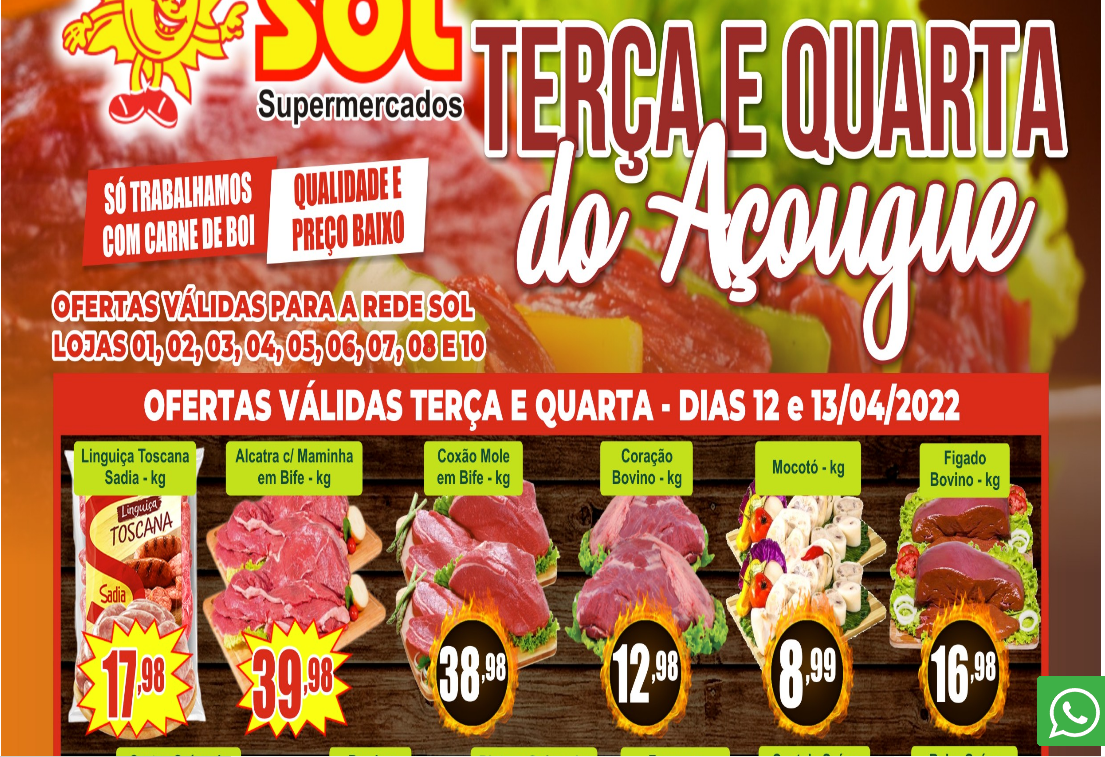 SOL
Supermercados
TERÇA E QUARTA
do Açougue
SÓ TRABALHAMOS
COM CARNE DE BOI
QUALIDADE E
PREÇO BAIXO
OFERTAS VÁLIDAS PARA A REDE SOL
LOJAS 01, 02, 03, 04, 05, 06, 07, 08 E 10
OFERTAS VÁLIDAS TERÇA E QUARTA - DIAS 12 e 13/04/2022
Linguiça Toscana
Sadia - kg
Alcatra c/ Maminha
em Bife - kg
Coxão Mole
em Bife - kg
Coração
Bovino - kg
Mocotó - kg
Figado
Bovino - kg
Linguiça
TOSCANA
Sadia
17,98
39,98
38,98
12,98
8,99
16,98